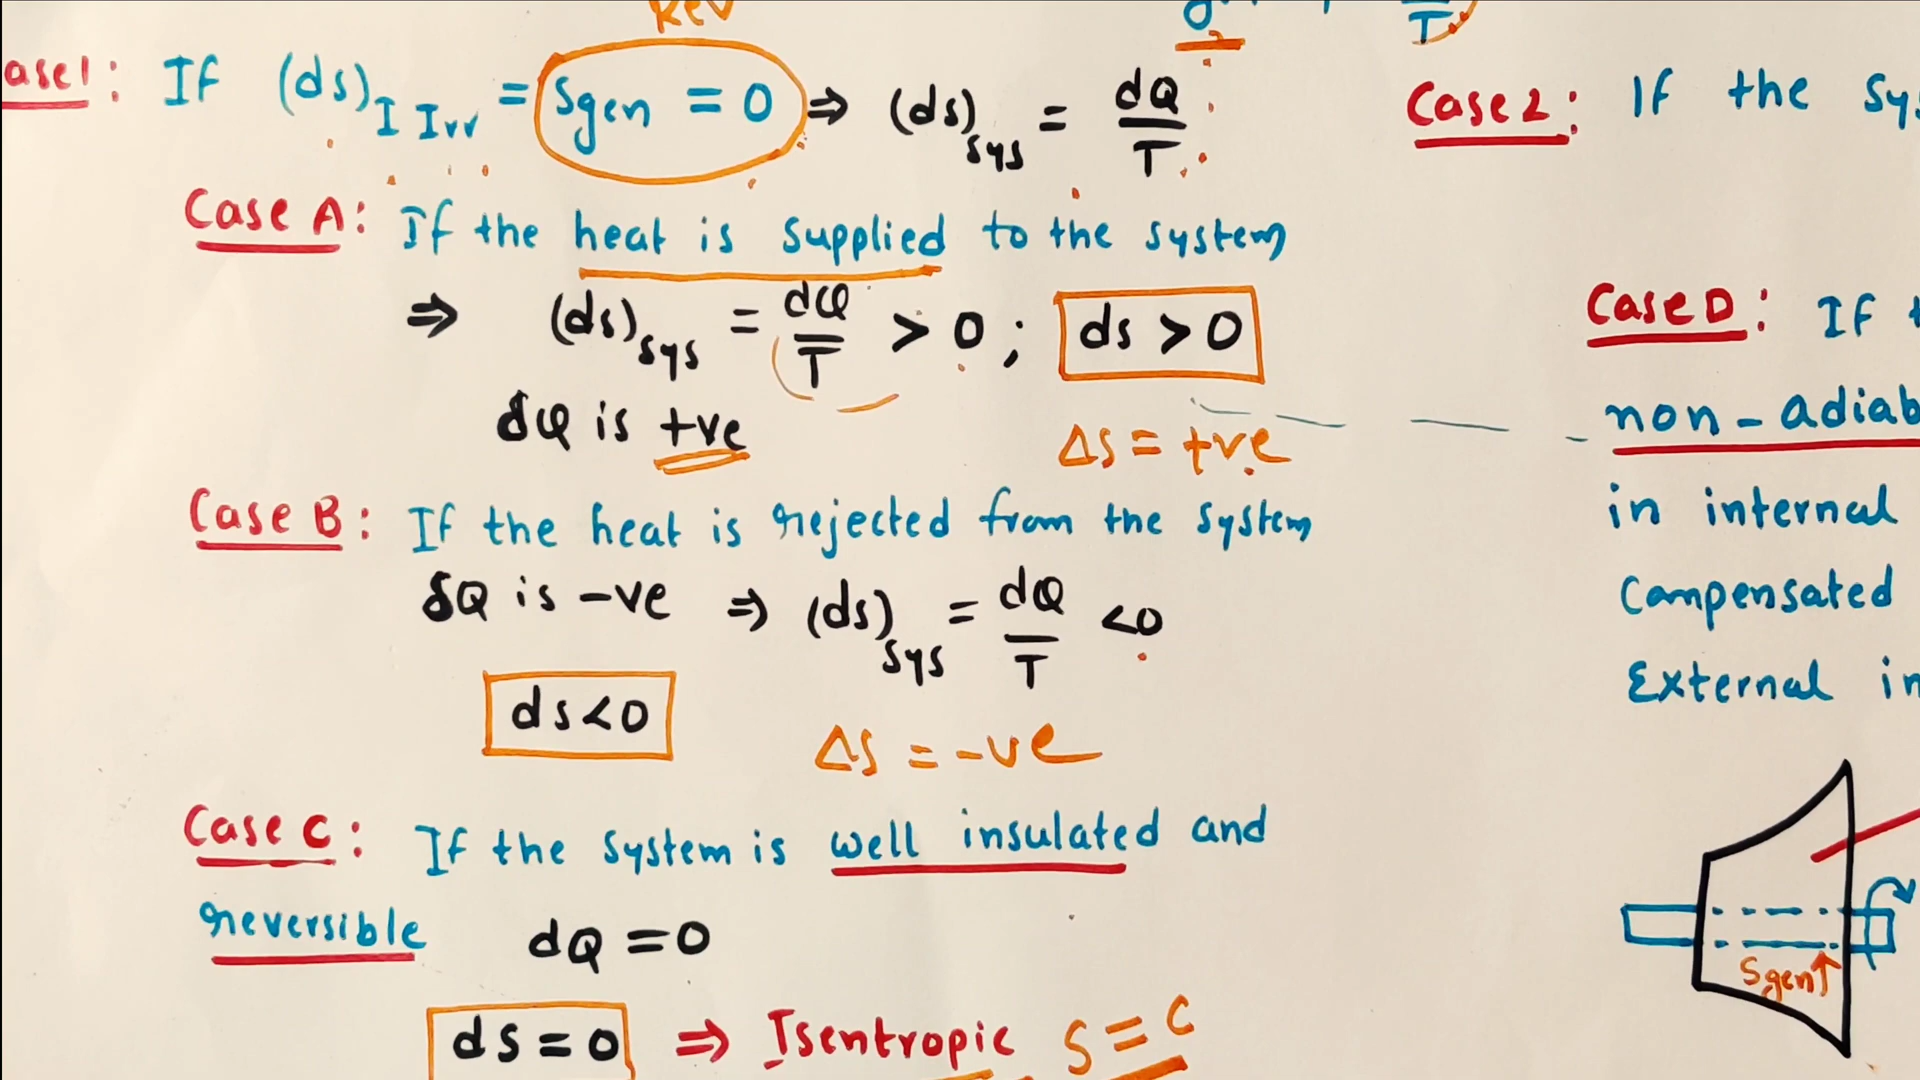 Rev
T
ase1: If (ds)I Irr = Sgen = 0 ⇒ (ds)sys = dQ/T
Case A: If the heat is supplied to the system
⇒ (ds)sys = dQ/T > 0 ; ds > 0
dQ is +ve
Δs = +ve
Case B: If the heat is rejected from the system
δQ is -ve ⇒ (ds)sys = dQ/T <0
ds<0
Δs = -ve
Case C: If the system is well insulated and
reversible dQ = 0
ds = 0 ⇒ Isentropic S = C
Case 2: If the Sys
Case D: If t
non-adiab
in internal
Compensated
External in
Sgen↑